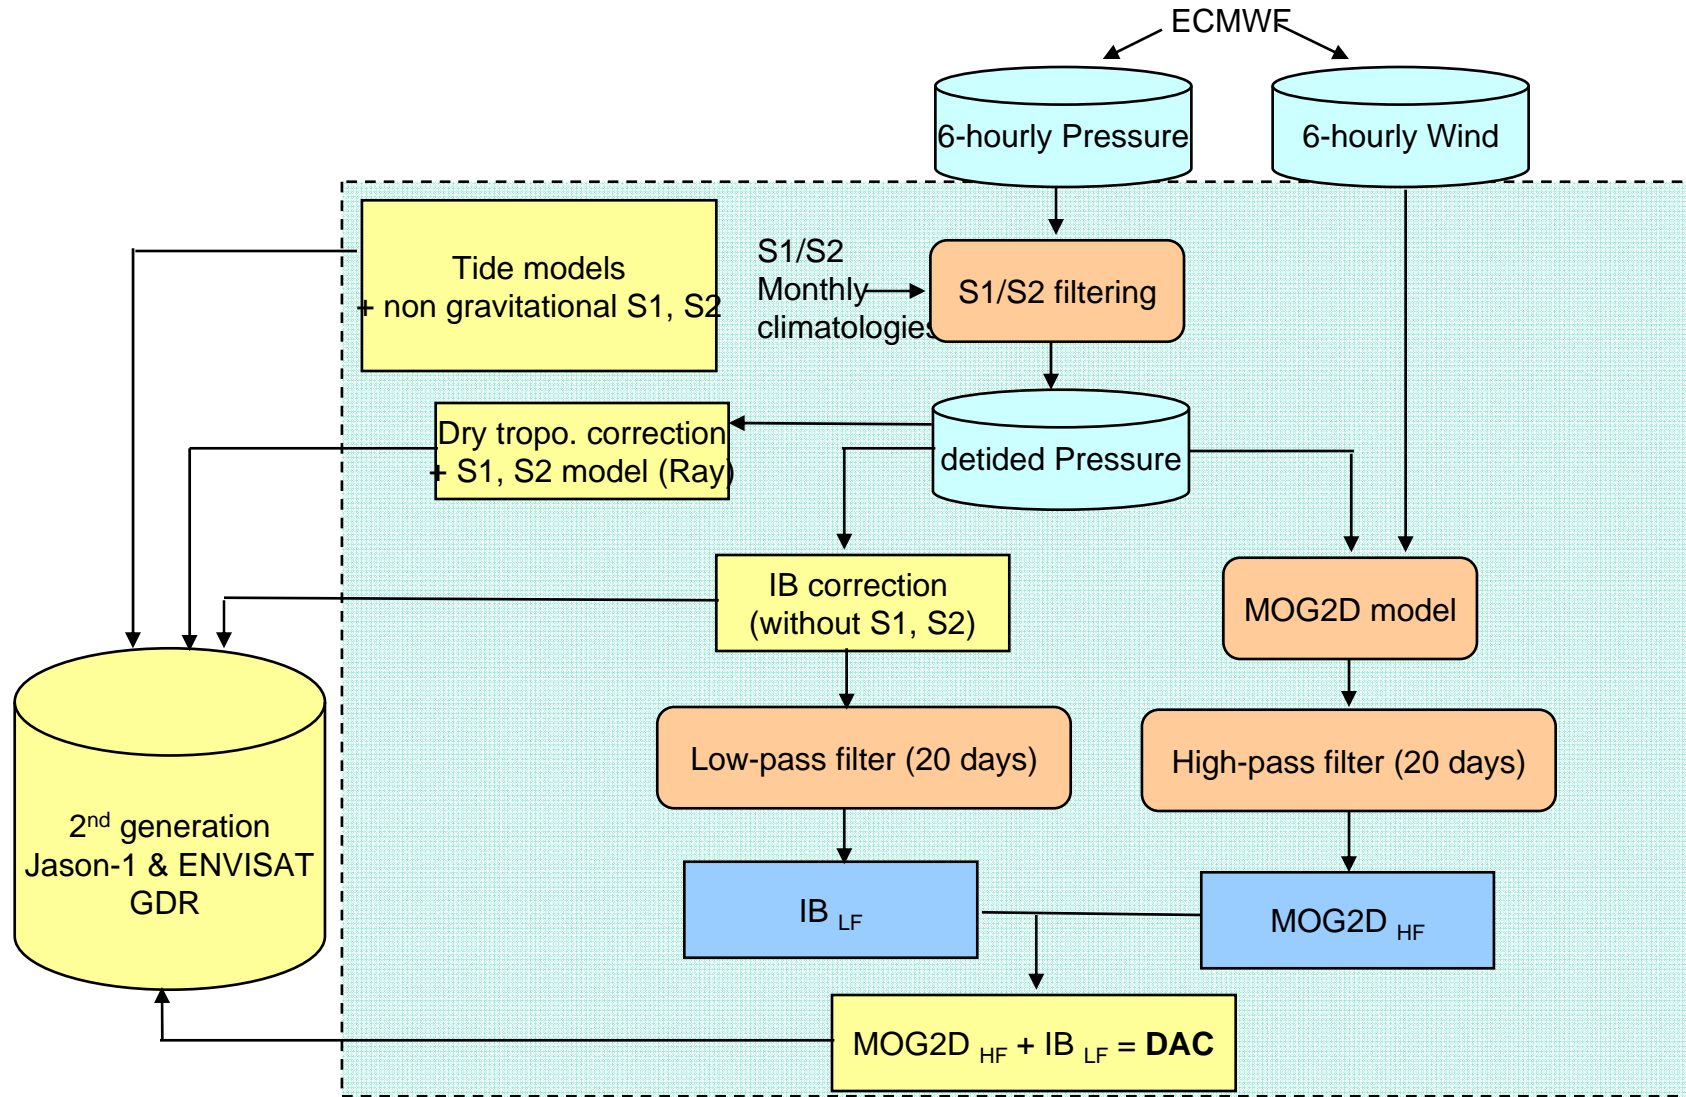 ECMWF
6-hourly Pressure
6-hourly Wind
Tide models
+ non gravitational S1, S2
S1/S2
Monthly
climatologies
S1/S2 filtering
Dry tropo. correction
+ S1, S2 model (Ray)
detided Pressure
IB correction
(without S1, S2)
MOG2D model
Low-pass filter (20 days)
High-pass filter (20 days)
2nd generation
Jason-1 & ENVISAT
GDR
IB LF
MOG2D HF
MOG2D HF + IB LF = DAC